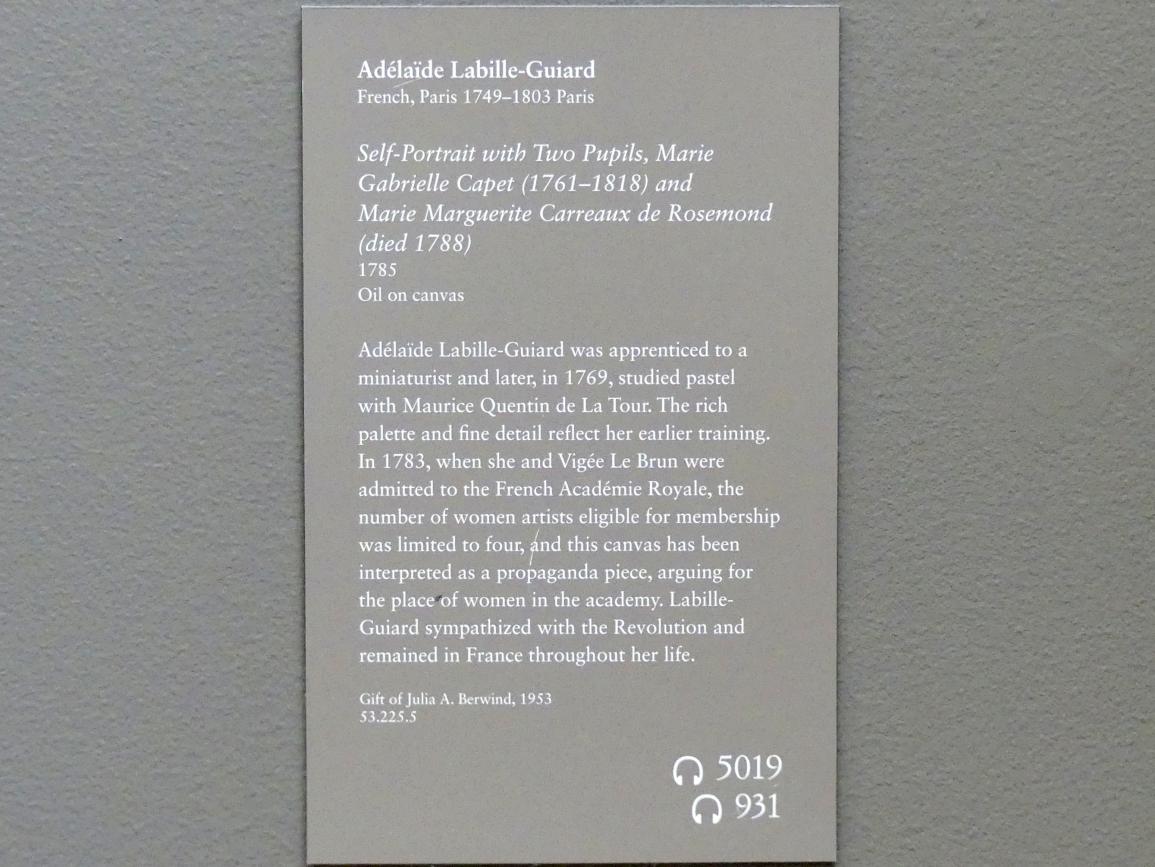 Adélaïde Labille-Guiard
French, Paris 1749–1803 Paris
Self-Portrait with Two Pupils, Marie
Gabrielle Capet (1761–1818) and
Marie Marguerite Carreaux de Rosemond
(died 1788)
1785
Oil on canvas
Adélaïde Labille-Guiard was apprenticed to a
miniaturist and later, in 1769, studied pastel
with Maurice Quentin de La Tour. The rich
palette and fine detail reflect her earlier training.
In 1783, when she and Vigée Le Brun were
admitted to the French Académie Royale, the
number of women artists eligible for membership
was limited to four, and this canvas has been
interpreted as a propaganda piece, arguing for
the place of women in the academy. Labille-
Guiard sympathized with the Revolution and
remained in France throughout her life.
Gift of Julia A. Berwind, 1953
53.225.5
5019
931